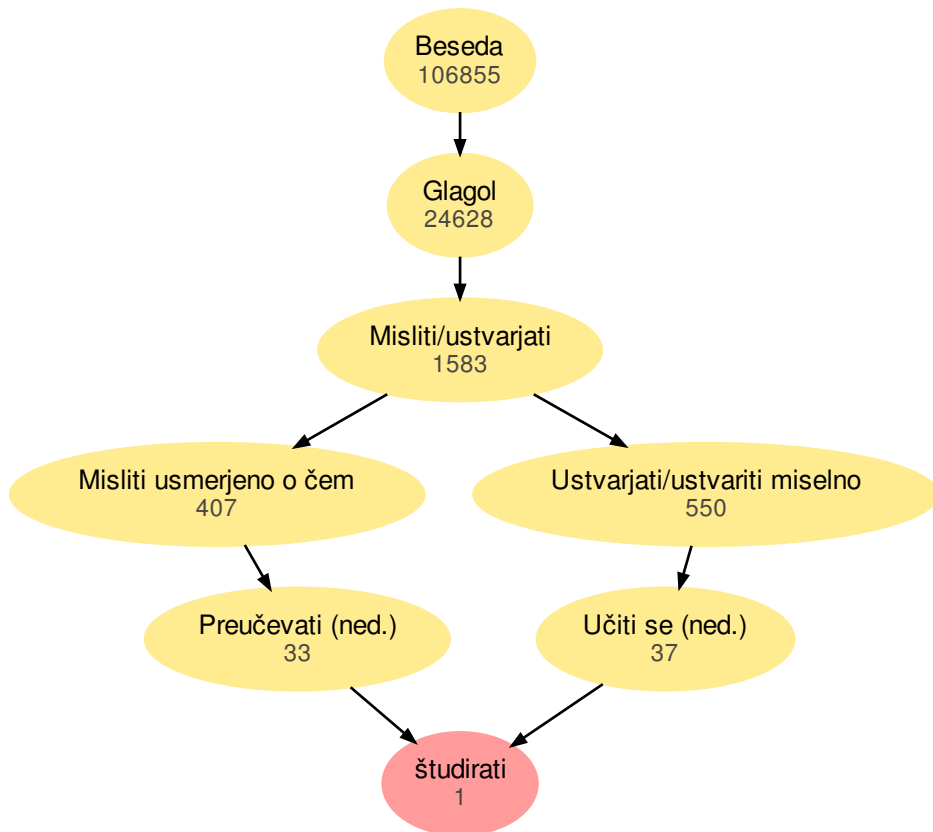 Beseda
106855
Glagol
24628
Misliti/ustvarjati
1583
Misliti usmerjeno o čem
407
Ustvarjati/ustvariti miselno
550
Preučevati (ned.)
33
Učiti se (ned.)
37
študirati
1